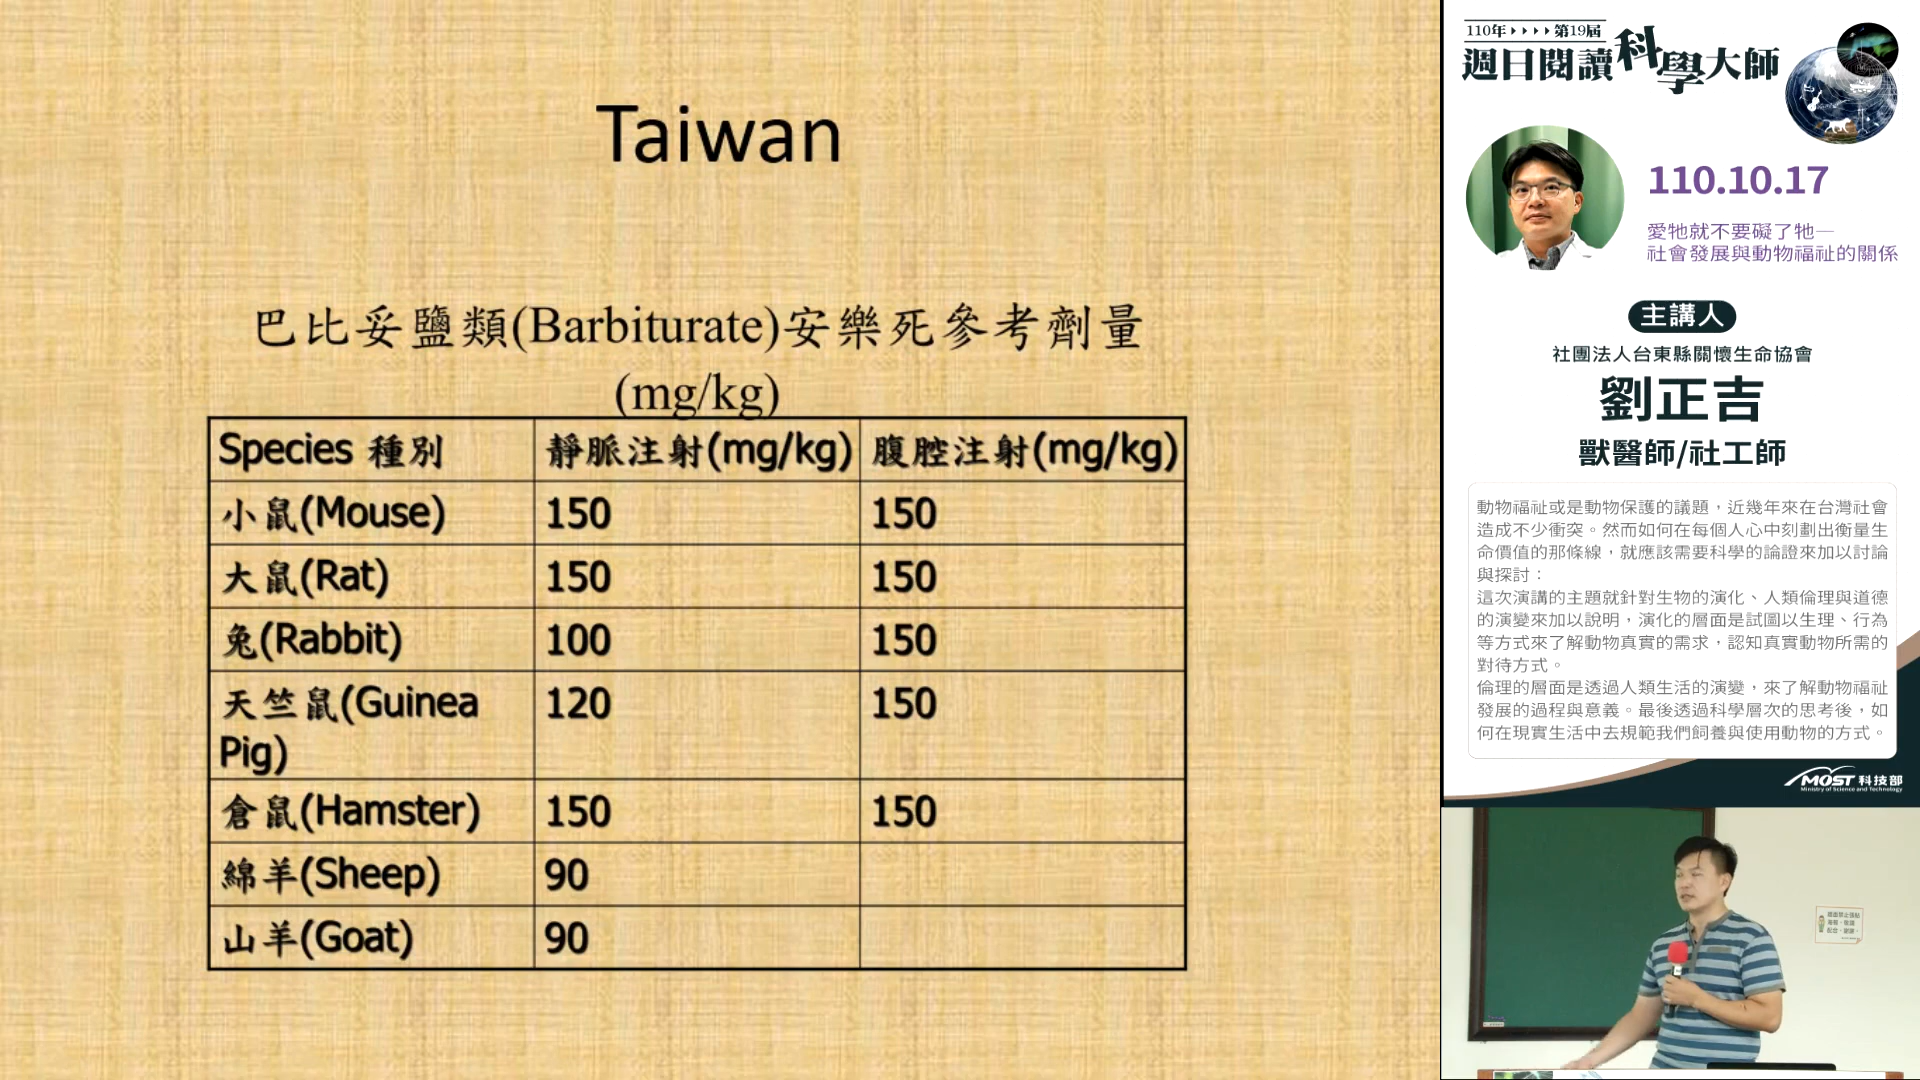 Taiwan
巴比妥鹽類(Barbiturate)安樂死參考劑量
(mg/kg)
Species 種別 靜脈注射(mg/kg) 腹腔注射(mg/kg)
小鼠(Mouse) 150 150
大鼠(Rat) 150 150
兔(Rabbit) 100 150
天竺鼠(Guinea Pig) 120 150
倉鼠(Hamster) 150 150
綿羊(Sheep) 90
山羊(Goat) 90
110年 第19屆
週日閱讀科學大師
110.10.17
愛牠就不要礙了牠—
社會發展與動物福祉的關係
主講人
社團法人台東縣關懷生命協會
劉正吉
獸醫師/社工師
動物福祉或是動物保護的議題，近幾年來在台灣社會
造成不少衝突。然而如何在每個人心中刻劃出衡量生
命價值的那條線，就應該需要科學的論證來加以討論
與探討：
這次演講的主題就針對生物的演化、人類倫理與道德
的演變來加以說明，演化的層面是試圖以生理、行為
等方式來了解動物真實的需求，認知真實動物所需的
對待方式。
倫理的層面是透過人類生活的演變，來了解動物福祉
發展的過程與意義。最後透過科學層次的思考後，如
何在現實生活中去規範我們飼養與使用動物的方式。
MOST 科技部
Ministry of Science and Technology